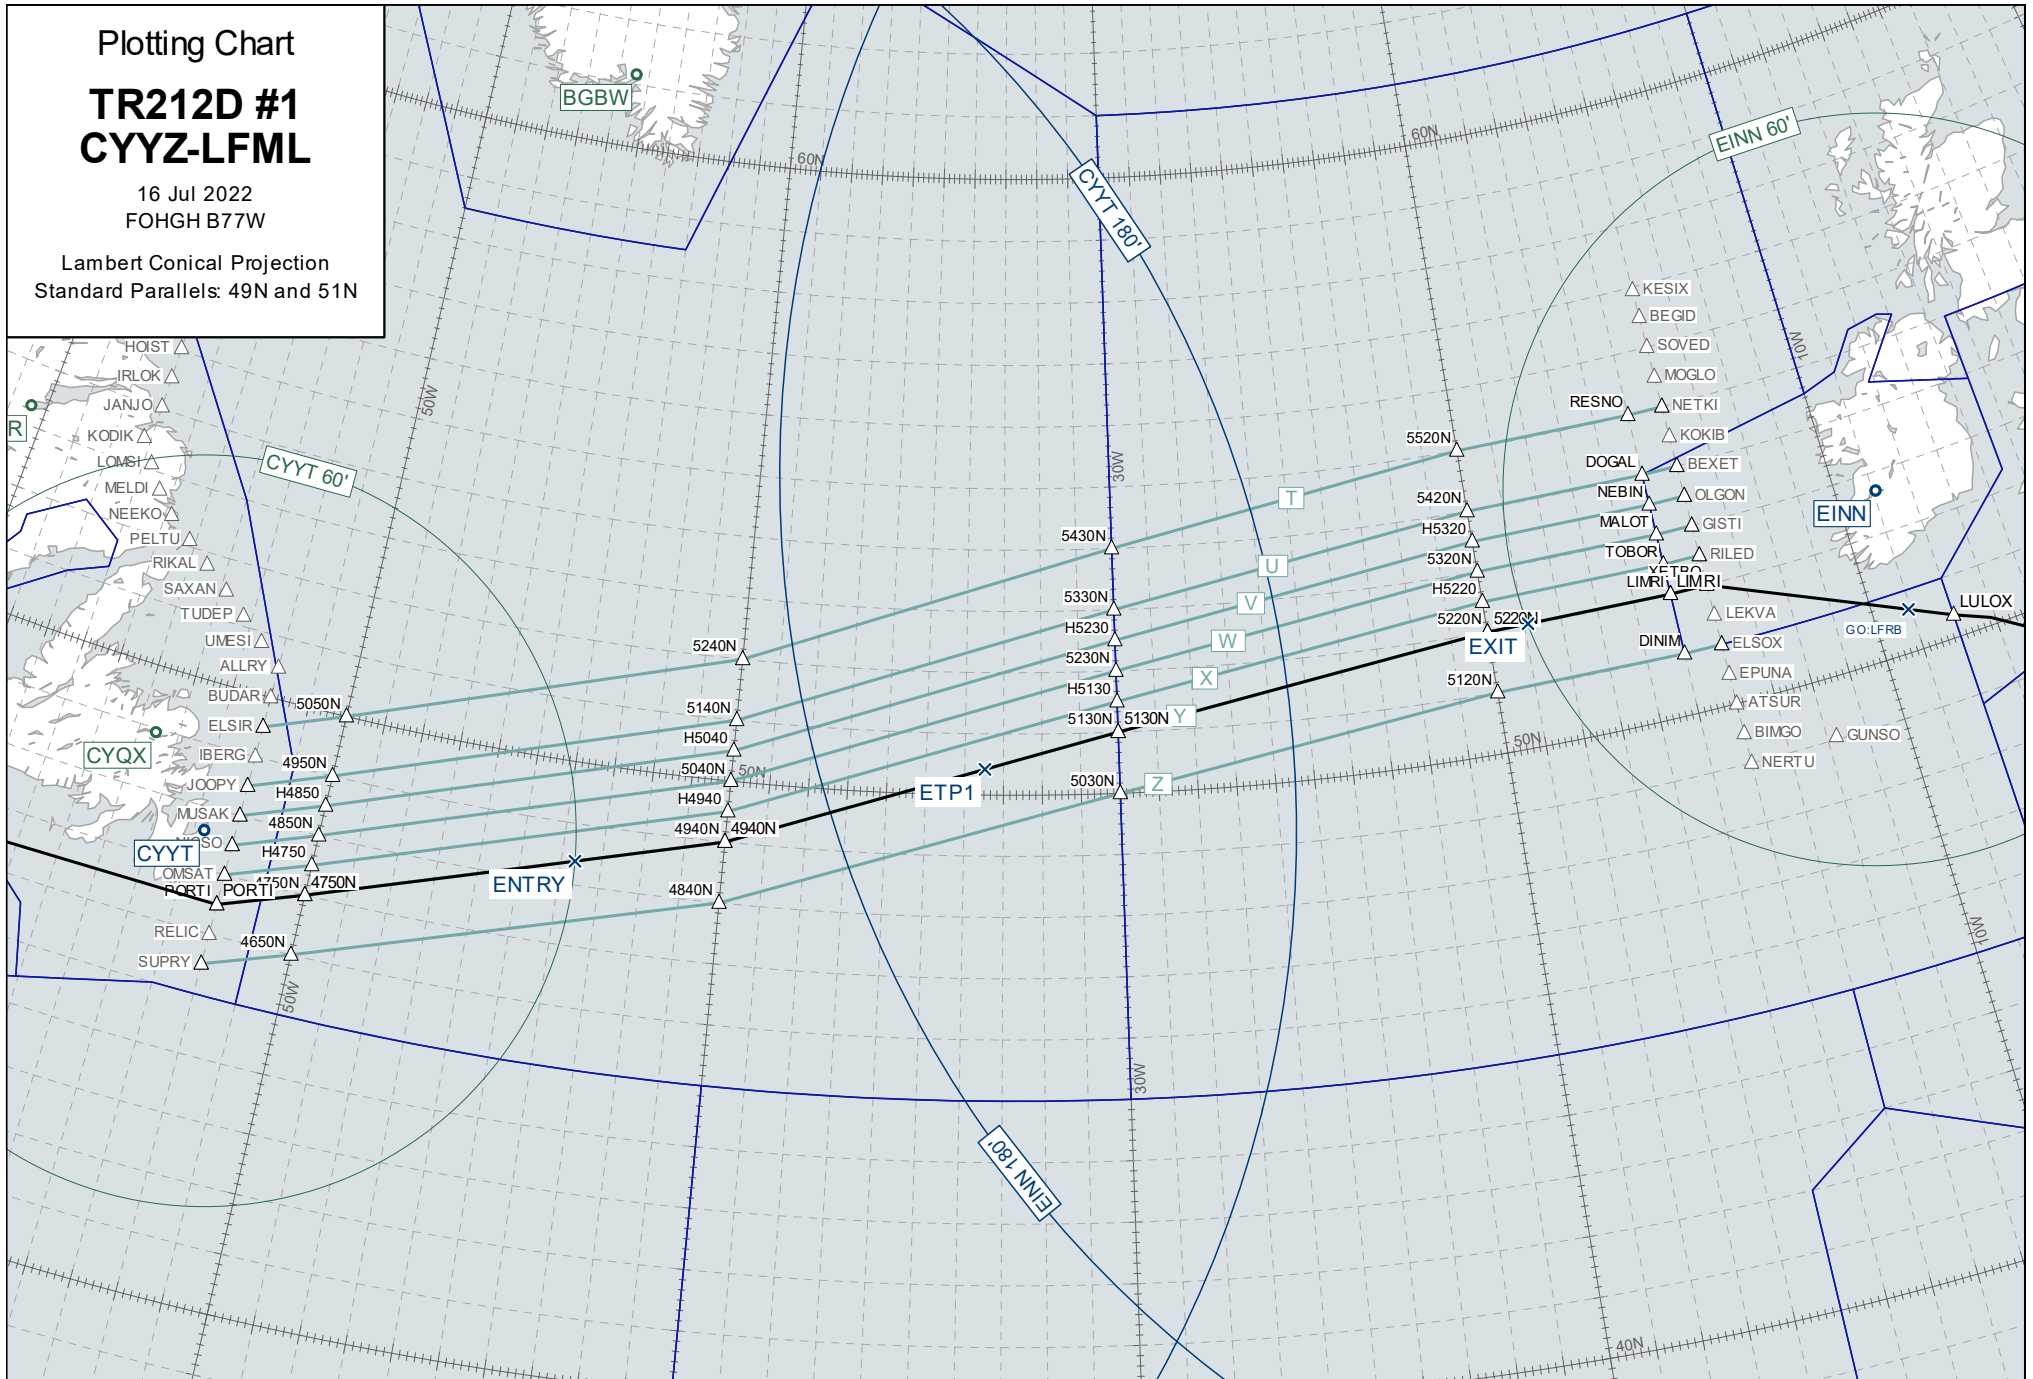 Plotting Chart
TR212D #1
CYYZ-LFML
16 Jul 2022
FOHGH B77W
Lambert Conical Projection
Standard Parallels: 49N and 51N
BGBW
60N
CYYT 180'
60N
EINN 60'
KESIX
BEGID
SOVED
MOGLO
NETKI
KOKIB
BEXET
OLGON
GISTI
RILED
XETBO
LIMRI
LIMRI
LEKVA
ELSOX
EPUNA
ATSUR
BIMGO
NERTU
GUNSO
10W
EINN
RESNO
DOGAL
NEBIN
MALOT
TOBOR
DINIM
LULOX
GO:LFRB
HOIST
IRLOK
JANJO
KODIK
LOMSI
MELDI
NEEKO
PELTU
RIKAL
SAXAN
TUDEP
UMESI
ALLRY
BUDAR
ELSIR
IBERG
JOOPY
MUSAK
OMSAT
PORTI
PORTI
RELIC
SUPRY
R
CYQX
CYYT
CYYT 60'
50W
5050N
4950N
H4850
4850N
H4750
4750N
4750N
4650N
50W
ENTRY
5240N
5140N
H5040
5040N
50N
H4940
4940N
4940N
4840N
ETP1
30W
5430N
5330N
H5230
5230N
H5130
5130N
5130N
5030N
T
U
V
W
X
Y
Z
5520N
5420N
H5320
5320N
H5220
5220N
5220N
EXIT
5120N
50N
10W
30W
EINN 180'
40N